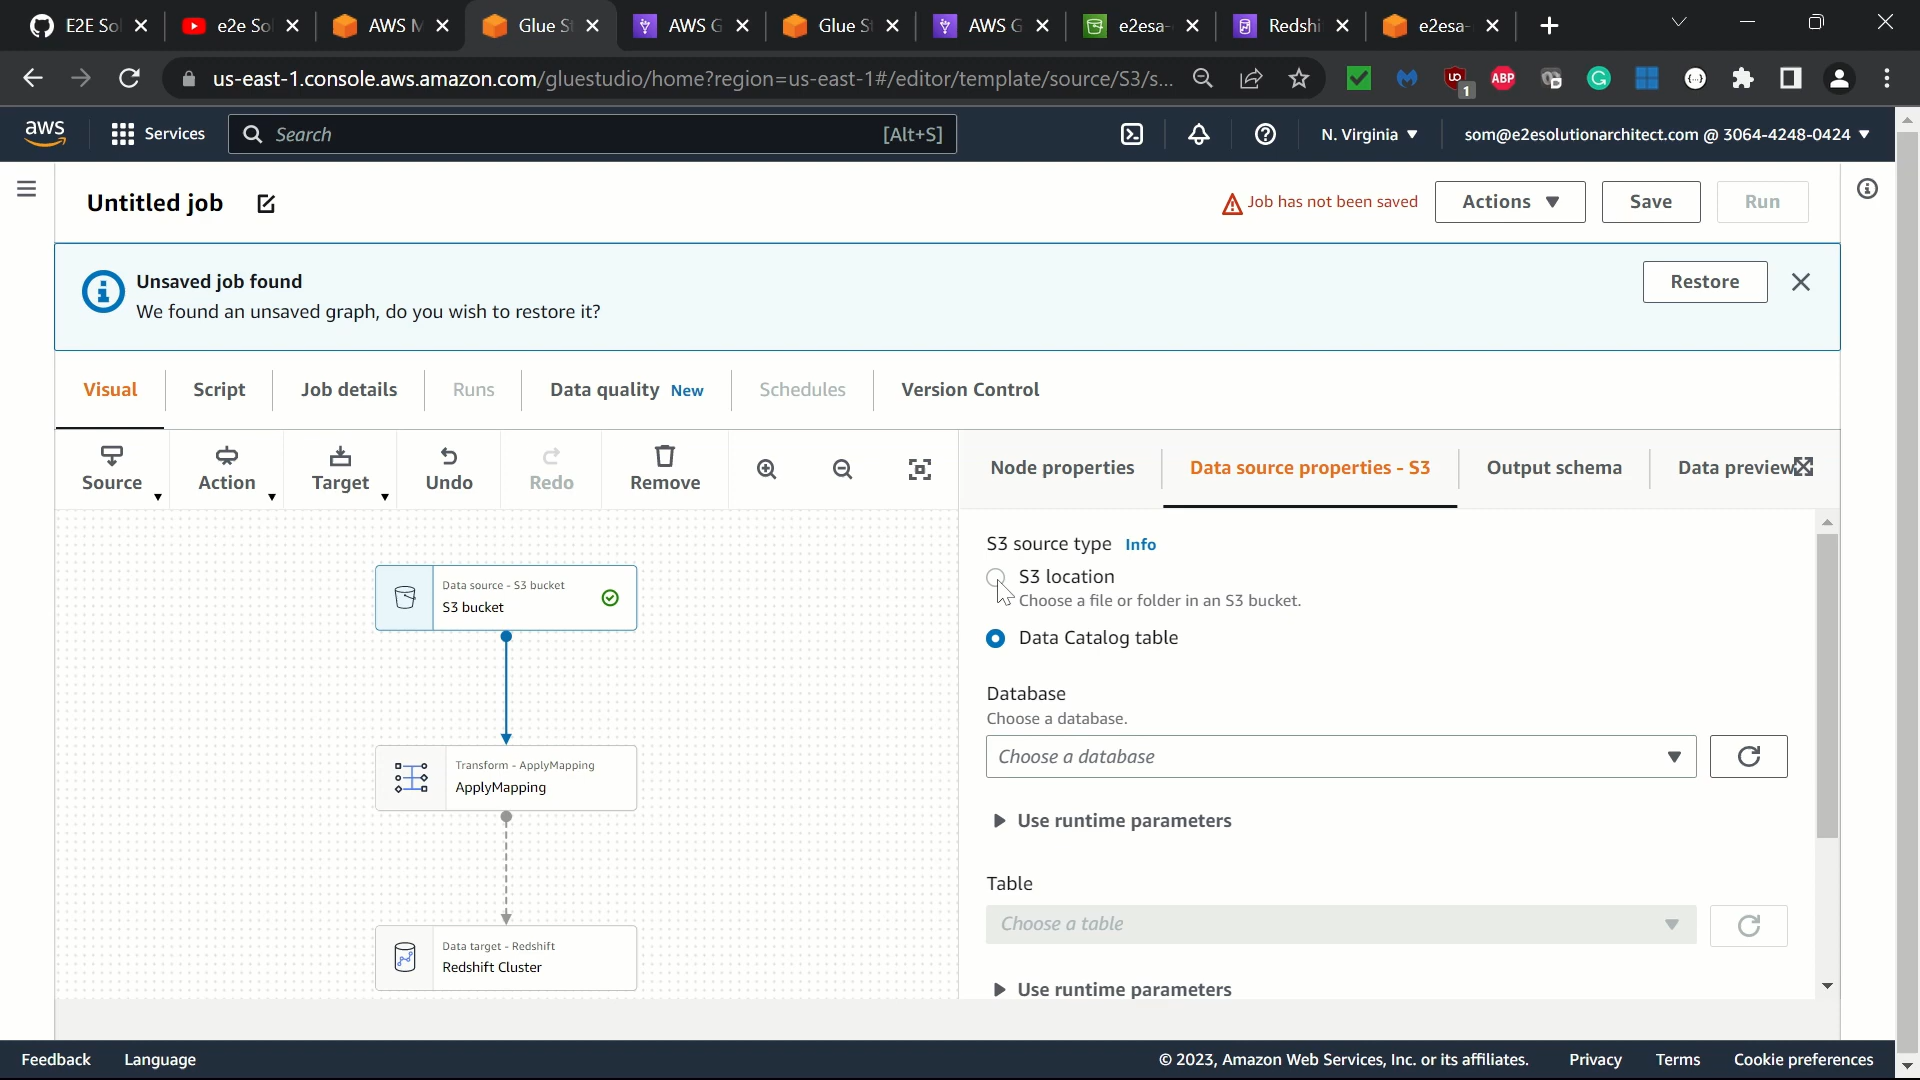 E2E Sol
e2e Sol
AWS M
Glue St
AWS G
Glue St
AWS G
e2esa-
Redshi
e2esa-
us-east-1.console.aws.amazon.com/gluestudio/home?region=us-east-1#/editor/template/source/S3/s...
1
ABP
aws
Services
Search
[Alt+S]
N. Virginia
som@e2esolutionarchitect.com @ 3064-4248-0424
Untitled job
Job has not been saved
Actions
Save
Run
Unsaved job found
We found an unsaved graph, do you wish to restore it?
Restore
Visual
Script
Job details
Runs
Data quality New
Schedules
Version Control
Source
Action
Target
Undo
Redo
Remove
Node properties
Data source properties - S3
Output schema
Data preview
Data source - S3 bucket
S3 bucket
Transform - ApplyMapping
ApplyMapping
Data target - Redshift
Redshift Cluster
S3 source type Info
S3 location
Choose a file or folder in an S3 bucket.
Data Catalog table
Database
Choose a database.
Choose a database
Use runtime parameters
Table
Choose a table
Use runtime parameters
Feedback
Language
© 2023, Amazon Web Services, Inc. or its affiliates.
Privacy
Terms
Cookie preferences